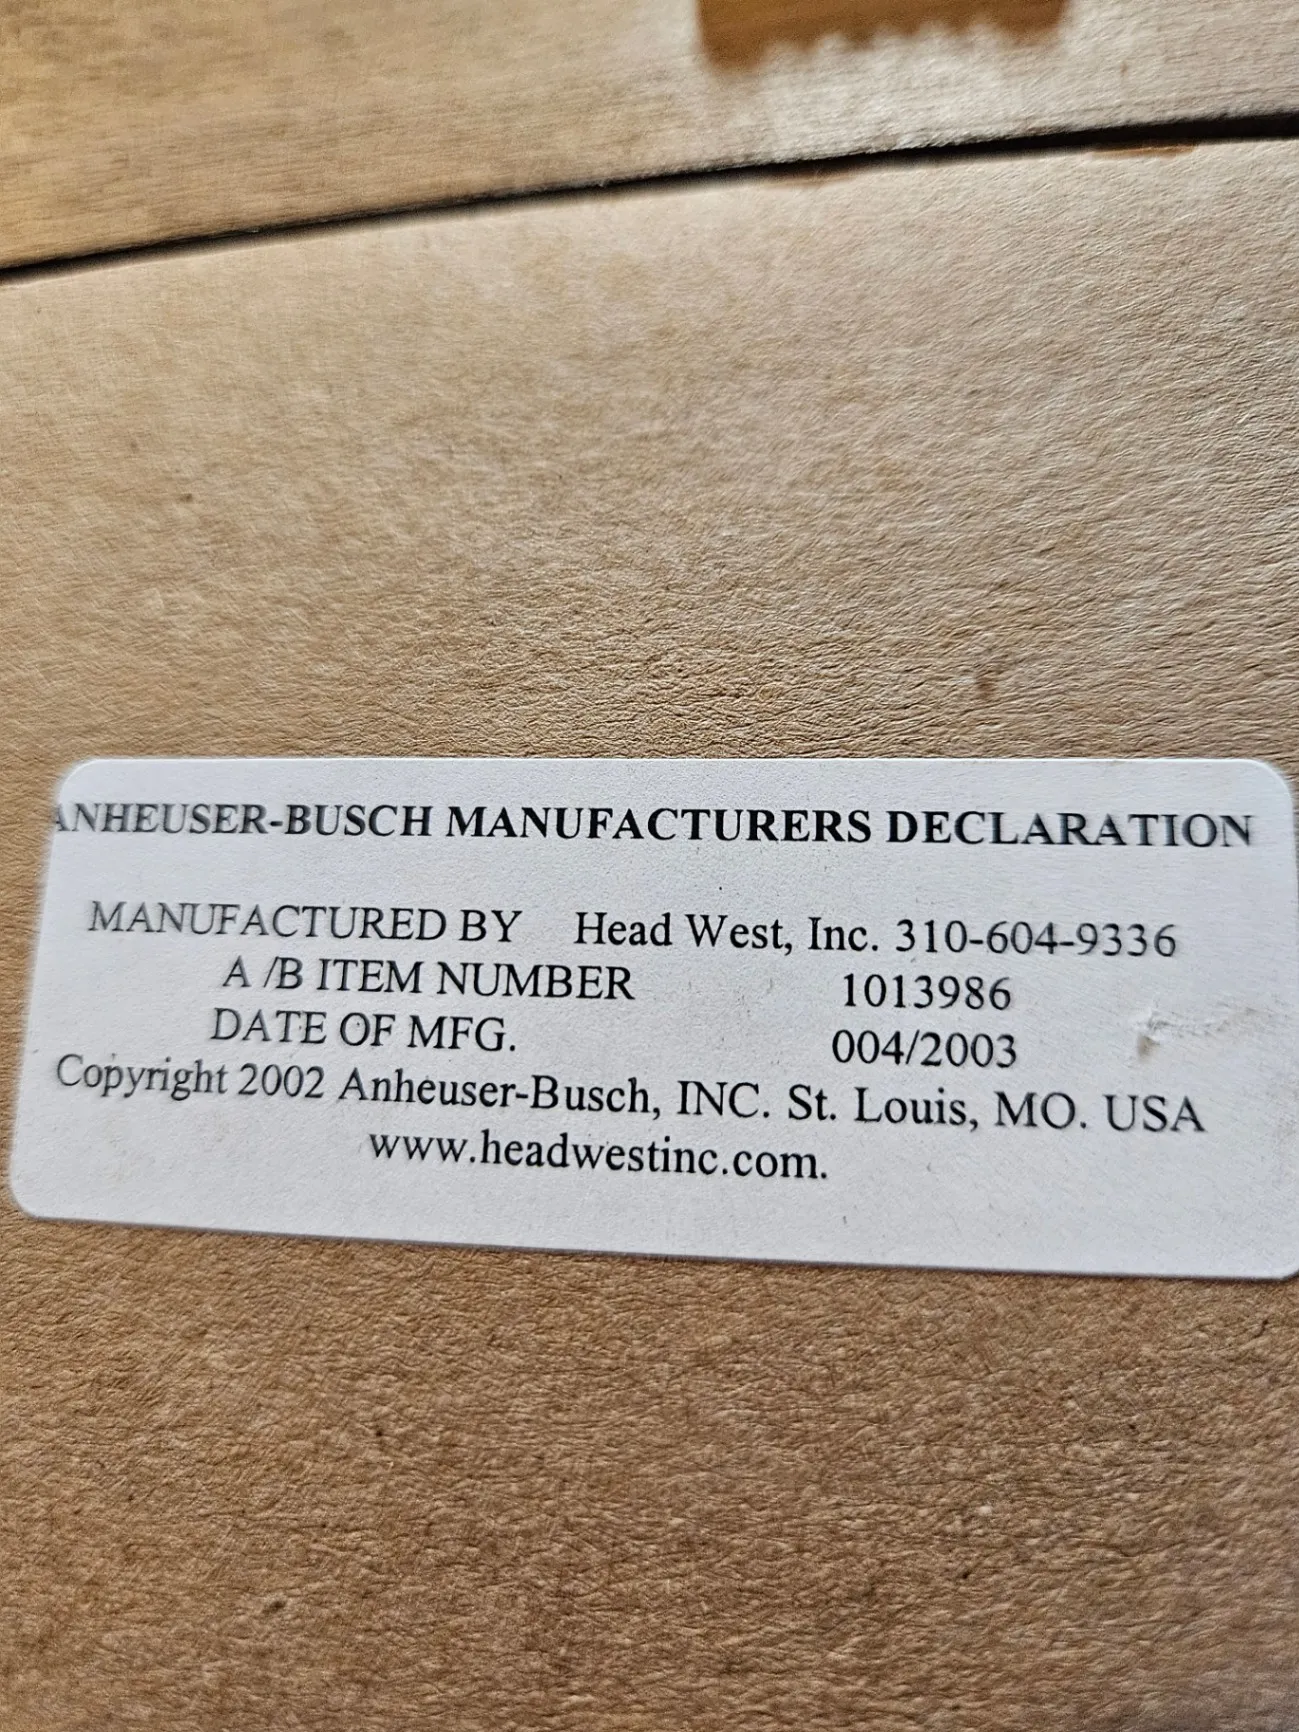 ANHEUSER-BUSCH MANUFACTURERS DECLARATION
MANUFACTURED BY Head West, Inc. 310-604-9336
A /B ITEM NUMBER 1013986
DATE OF MFG. 004/2003
Copyright 2002 Anheuser-Busch, INC. St. Louis, MO. USA
www.headwestinc.com.